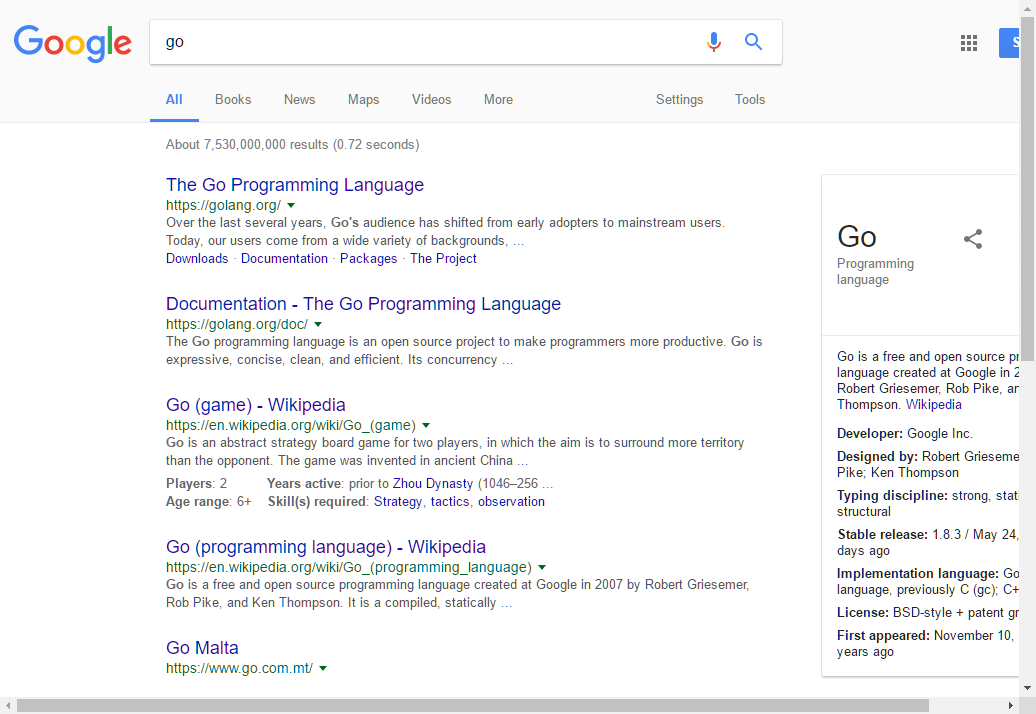 Google
go
S
All Books News Maps Videos More Settings Tools
About 7,530,000,000 results (0.72 seconds)
The Go Programming Language
https://golang.org/
Over the last several years, Go's audience has shifted from early adopters to mainstream users.
Today, our users come from a wide variety of backgrounds, ...
Downloads · Documentation · Packages · The Project
Documentation - The Go Programming Language
https://golang.org/doc/
The Go programming language is an open source project to make programmers more productive. Go is
expressive, concise, clean, and efficient. Its concurrency ...
Go (game) - Wikipedia
https://en.wikipedia.org/wiki/Go_(game)
Go is an abstract strategy board game for two players, in which the aim is to surround more territory
than the opponent. The game was invented in ancient China ...
Players: 2 Years active: prior to Zhou Dynasty (1046–256 ...
Age range: 6+ Skill(s) required: Strategy, tactics, observation
Go (programming language) - Wikipedia
https://en.wikipedia.org/wiki/Go_(programming_language)
Go is a free and open source programming language created at Google in 2007 by Robert Griesemer,
Rob Pike, and Ken Thompson. It is a compiled, statically ...
Go Malta
https://www.go.com.mt/
Go
Programming
language
Go is a free and open source pr
language created at Google in 2
Robert Griesemer, Rob Pike, an
Thompson. Wikipedia
Developer: Google Inc.
Designed by: Robert Grieseme
Pike; Ken Thompson
Typing discipline: strong, stati
structural
Stable release: 1.8.3 / May 24,
days ago
Implementation language: Go
language, previously C (gc); C+
License: BSD-style + patent gr
First appeared: November 10,
years ago